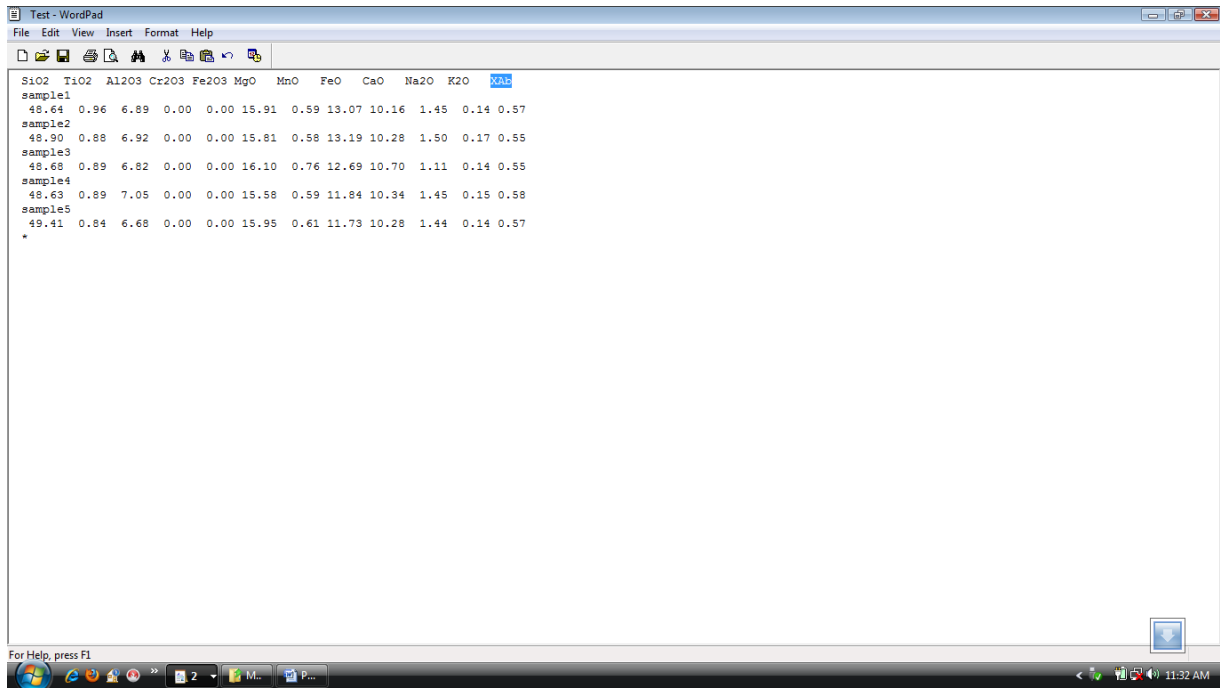 Test - WordPad
File Edit View Insert Format Help
SiO2 TiO2 Al2O3 Cr2O3 Fe2O3 MgO MnO FeO CaO Na2O K2O XAb
sample1
48.64 0.96 6.89 0.00 0.00 15.91 0.59 13.07 10.16 1.45 0.14 0.57
sample2
48.90 0.88 6.92 0.00 0.00 15.81 0.58 13.19 10.28 1.50 0.17 0.55
sample3
48.68 0.89 6.82 0.00 0.00 16.10 0.76 12.69 10.70 1.11 0.14 0.55
sample4
48.63 0.89 7.05 0.00 0.00 15.58 0.59 11.84 10.34 1.45 0.15 0.58
sample5
49.41 0.84 6.68 0.00 0.00 15.95 0.61 11.73 10.28 1.44 0.14 0.57
*
For Help, press F1
2 M... P... 11:32 AM